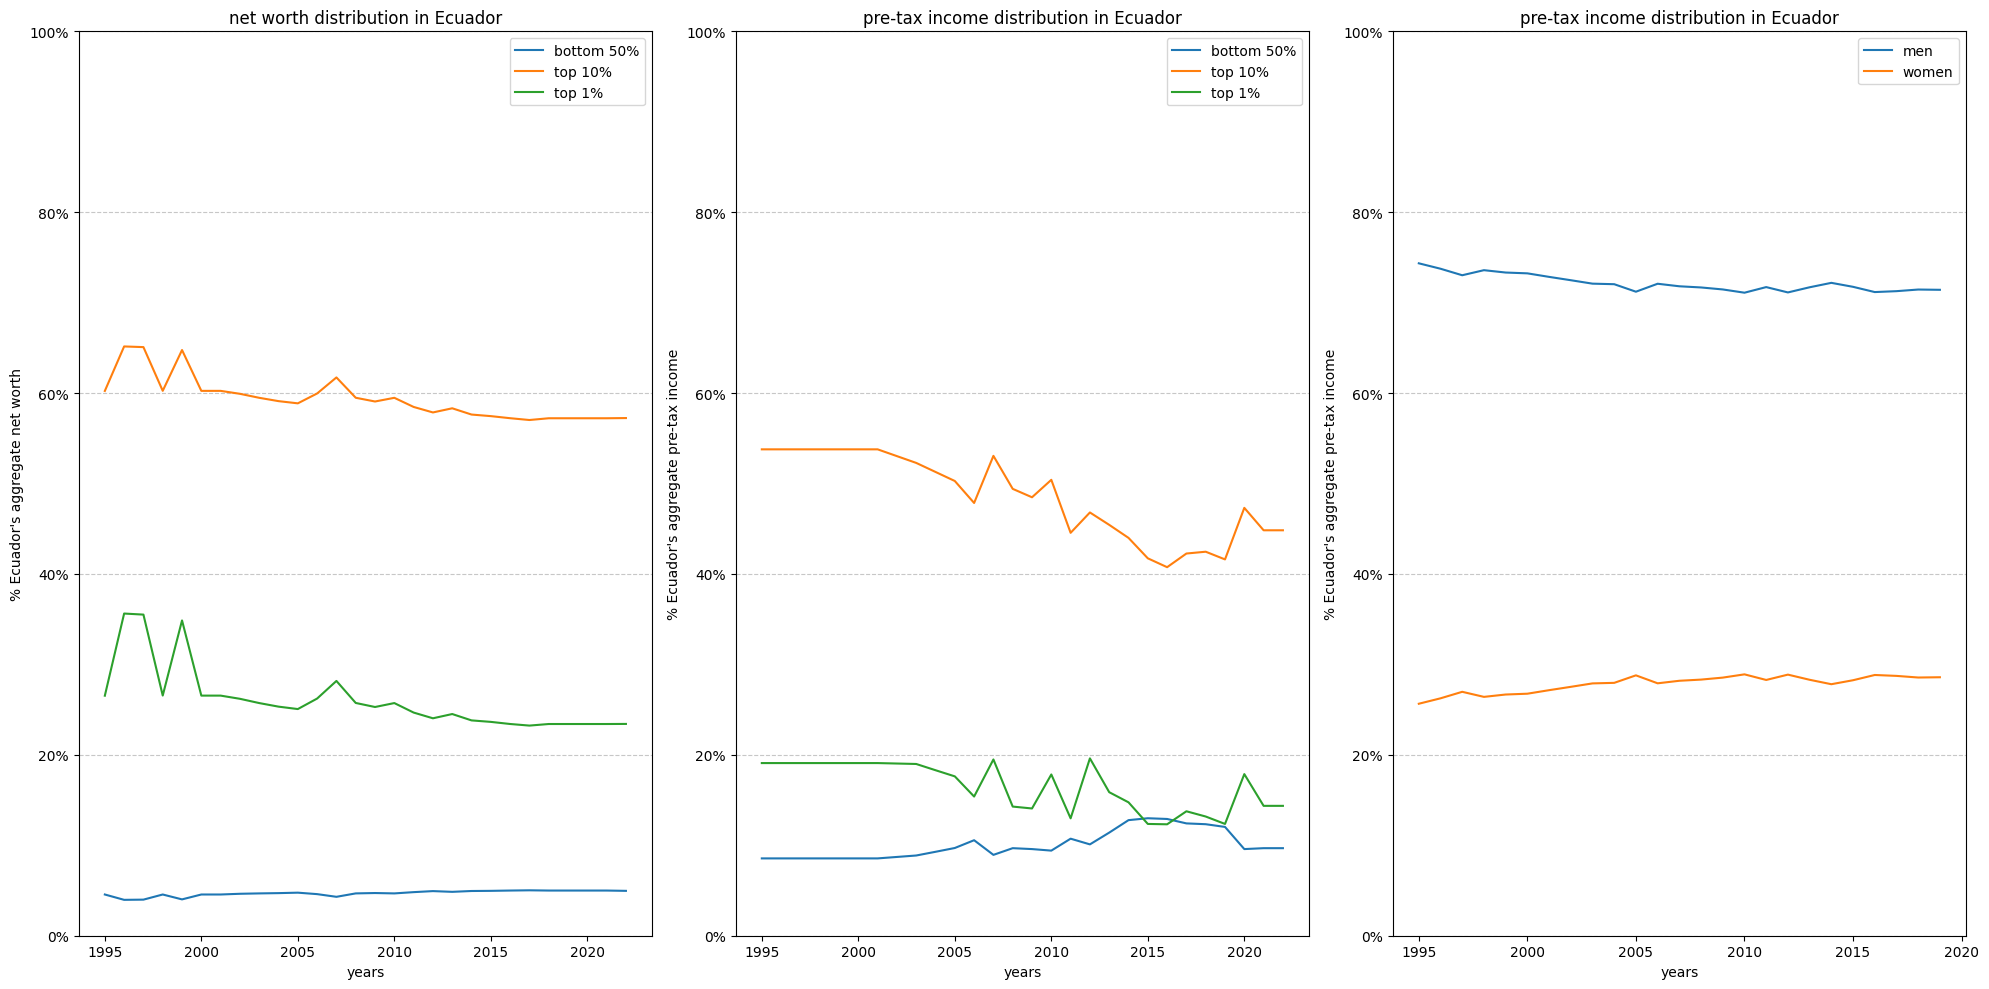 net worth distribution in Ecuador
100%
80%
60%
40%
20%
0%
% Ecuador's aggregate net worth
bottom 50%
top 10%
top 1%
1995 2000 2005 2010 2015 2020
years
pre-tax income distribution in Ecuador
100%
80%
60%
40%
20%
0%
% Ecuador's aggregate pre-tax income
bottom 50%
top 10%
top 1%
1995 2000 2005 2010 2015 2020
years
pre-tax income distribution in Ecuador
100%
80%
60%
40%
20%
0%
% Ecuador's aggregate pre-tax income
men
women
1995 2000 2005 2010 2015 2020
years